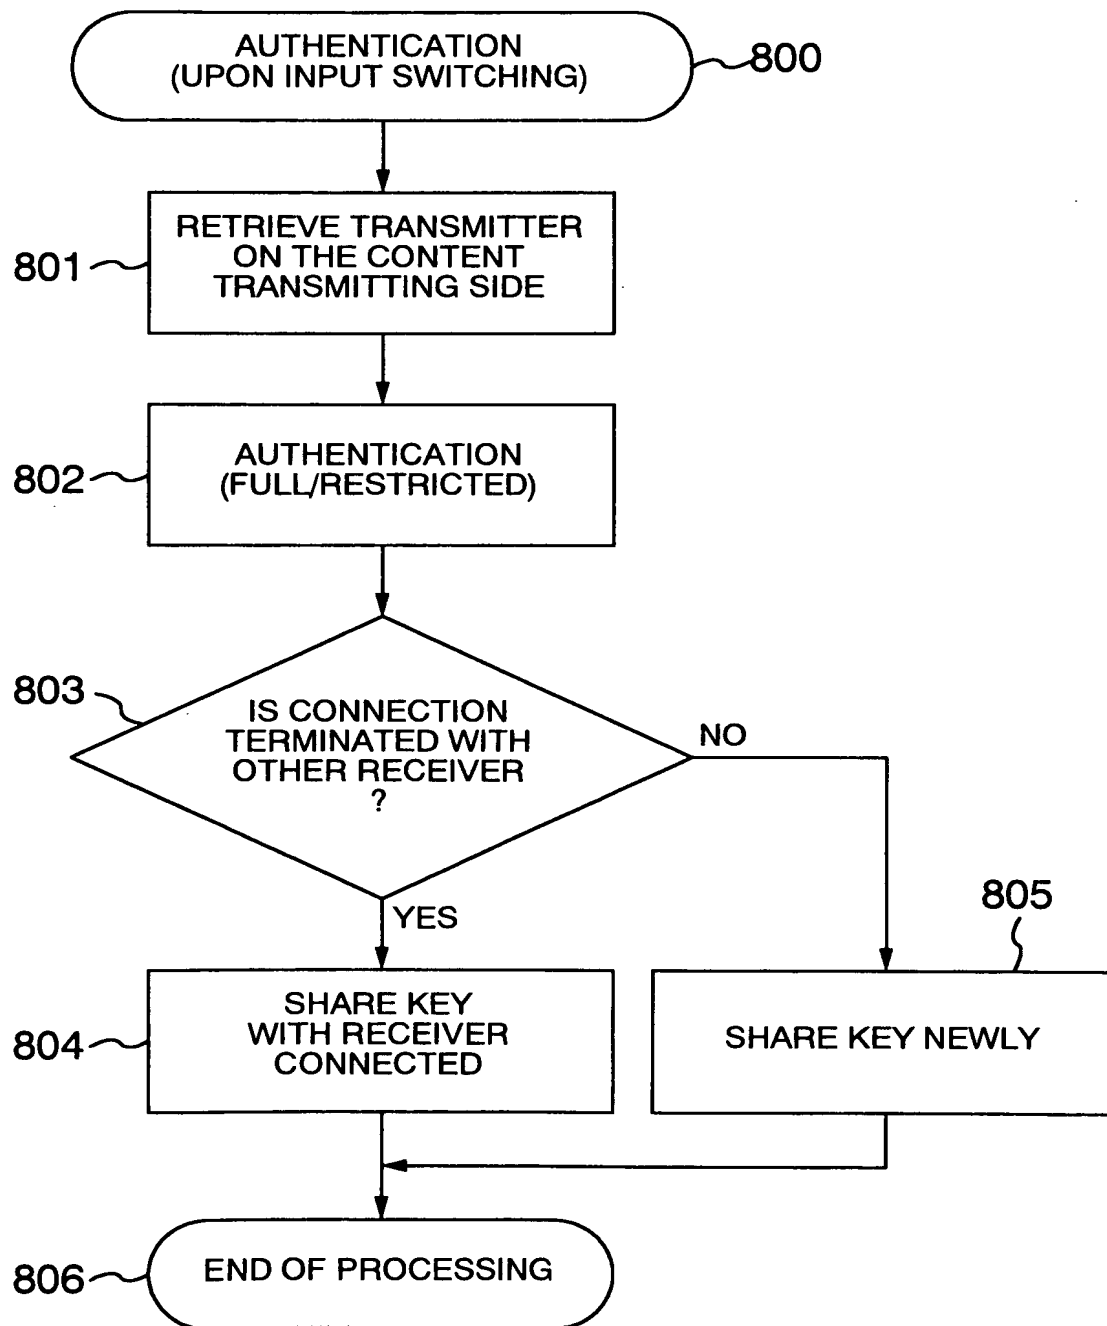 AUTHENTICATION
(UPON INPUT SWITCHING)
800
RETRIEVE TRANSMITTER
ON THE CONTENT
TRANSMITTING SIDE
801
AUTHENTICATION
(FULL/RESTRICTED)
802
803
IS CONNECTION
TERMINATED WITH
OTHER RECEIVER
?
NO
YES
805
SHARE KEY
WITH RECEIVER
CONNECTED
804
SHARE KEY NEWLY
END OF PROCESSING
806